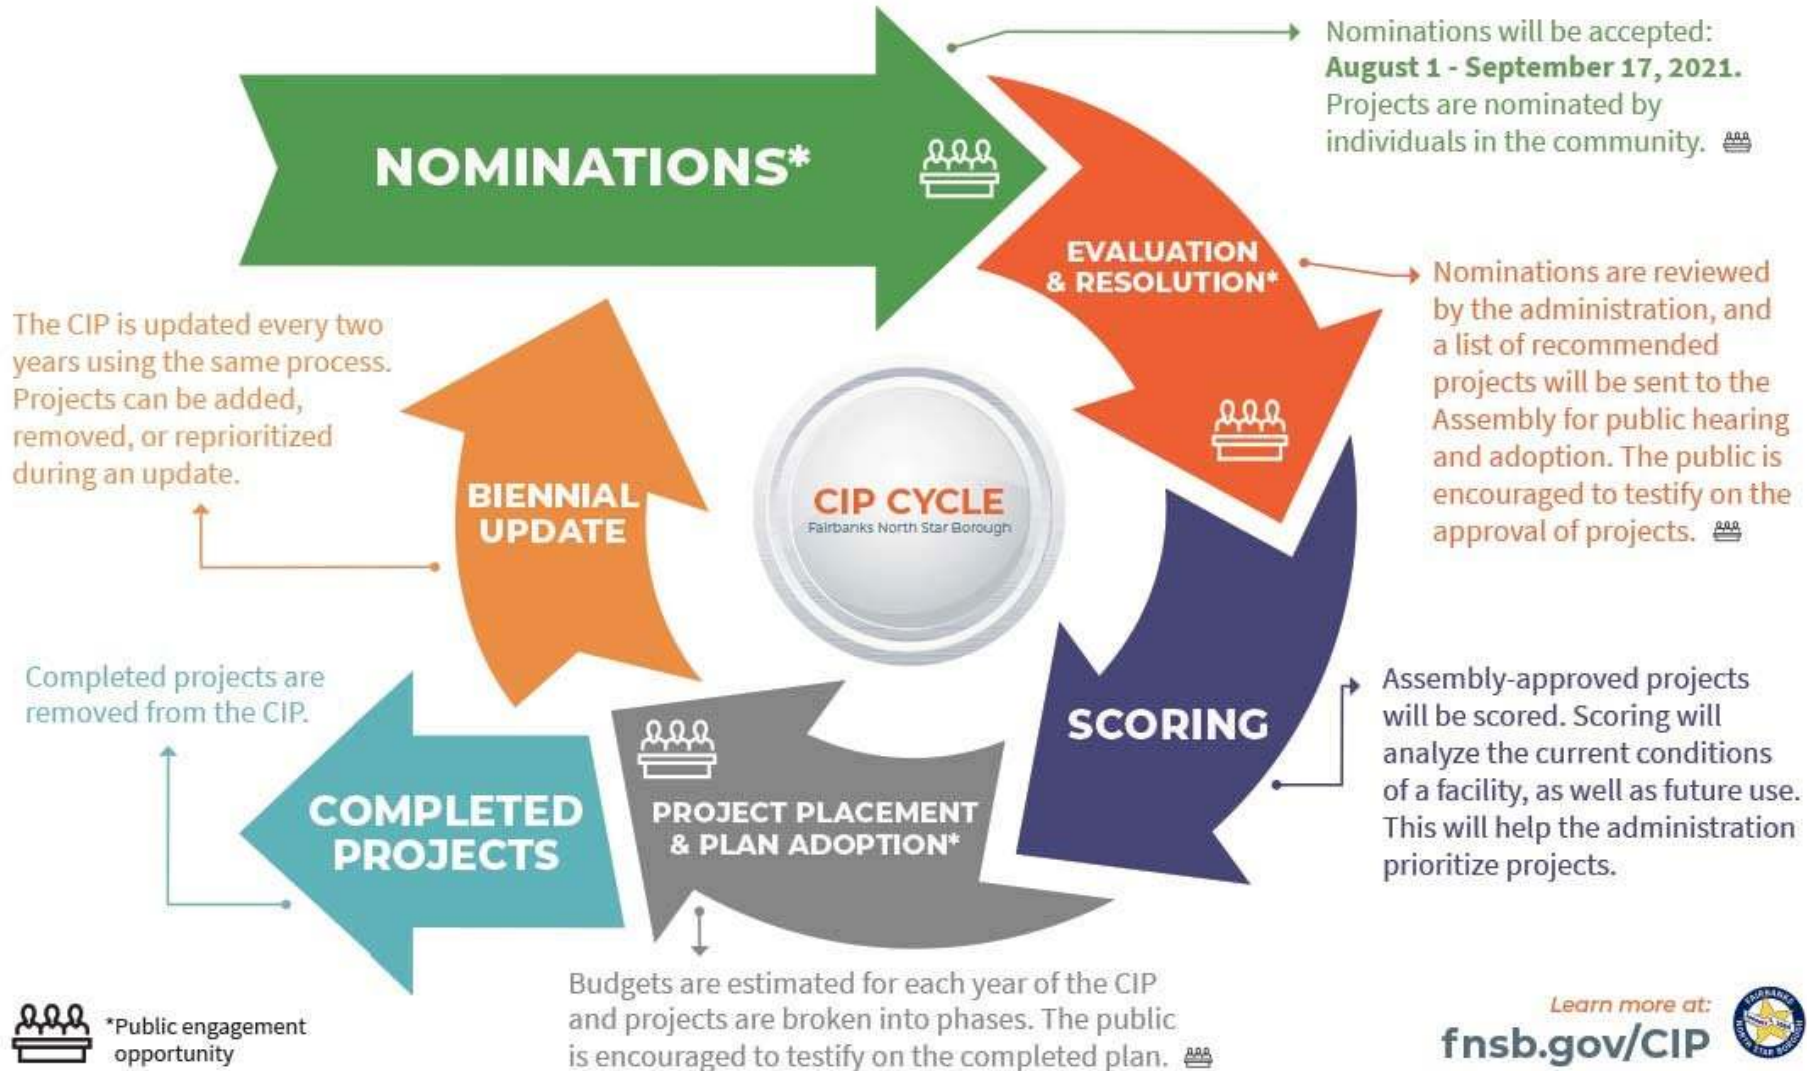 NOMINATIONS*
Nominations will be accepted:
August 1 - September 17, 2021.
Projects are nominated by
individuals in the community.
EVALUATION
& RESOLUTION*
Nominations are reviewed
by the administration, and
a list of recommended
projects will be sent to the
Assembly for public hearing
and adoption. The public is
encouraged to testify on the
approval of projects.
The CIP is updated every two
years using the same process.
Projects can be added,
removed, or reprioritized
during an update.
BIENNIAL
UPDATE
CIP CYCLE
Fairbanks North Star Borough
SCORING
Assembly-approved projects
will be scored. Scoring will
analyze the current conditions
of a facility, as well as future use.
This will help the administration
prioritize projects.
Completed projects are
removed from the CIP.
COMPLETED
PROJECTS
PROJECT PLACEMENT
& PLAN ADOPTION*
Budgets are estimated for each year of the CIP
and projects are broken into phases. The public
is encouraged to testify on the completed plan.
*Public engagement
opportunity
Learn more at:
fnsb.gov/CIP
FAIRBANKS
NORTH STAR BOROUGH